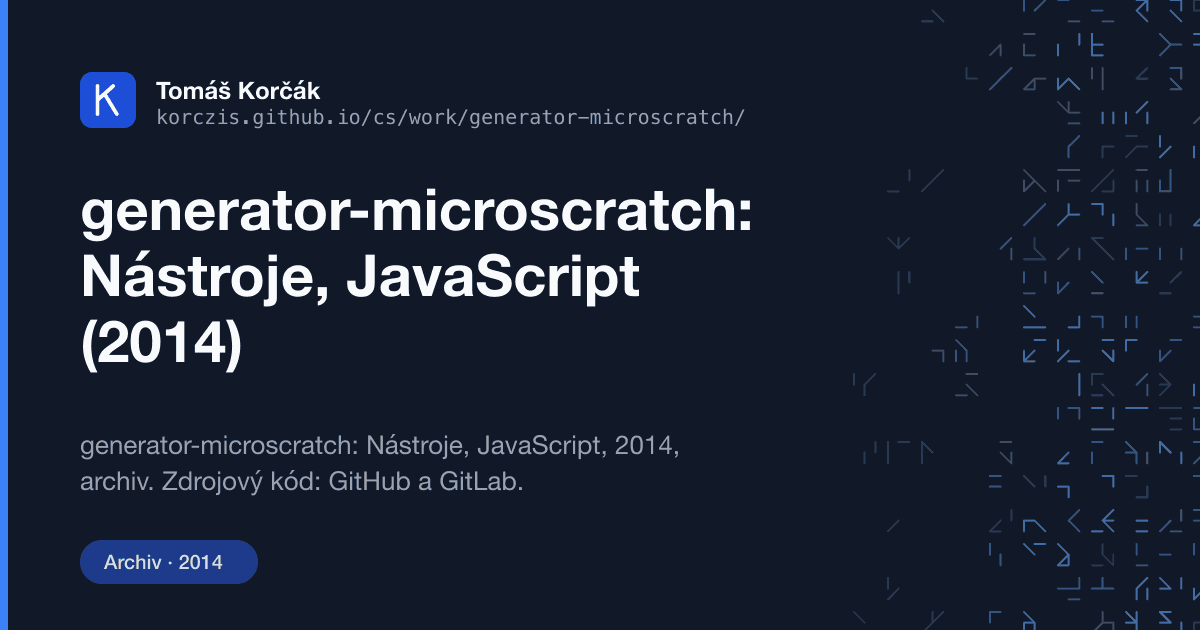 K
Tomáš Korčák
korczis.github.io/cs/work/generator-microscratch/
generator-microscratch:
Nástroje, JavaScript
(2014)
generator-microscratch: Nástroje, JavaScript, 2014,
archiv. Zdrojový kód: GitHub a GitLab.
Archiv · 2014